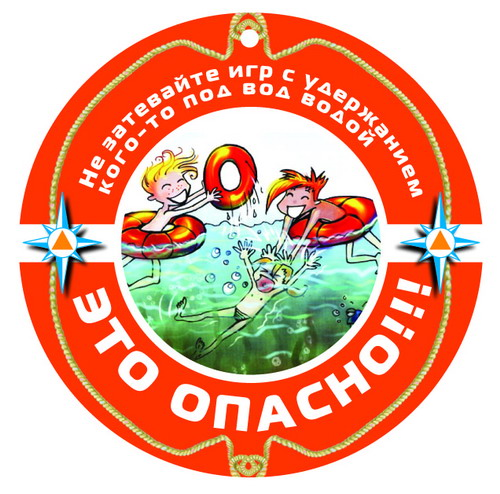 Не затевайте игр с удержанием
кого-то под вод водой
ЭТО ОПАСНО!!!